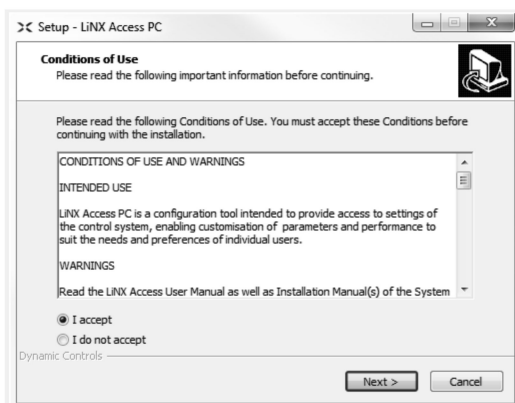 Setup - LiNX Access PC
Conditions of Use
Please read the following important information before continuing.
Please read the following Conditions of Use. You must accept these Conditions before
continuing with the installation.
CONDITIONS OF USE AND WARNINGS
INTENDED USE
LiNX Access PC is a configuration tool intended to provide access to settings of
the control system, enabling customisation of parameters and performance to
suit the needs and preferences of individual users.
WARNINGS
Read the LiNX Access User Manual as well as Installation Manual(s) of the System
I accept
I do not accept
Dynamic Controls
Next >
Cancel